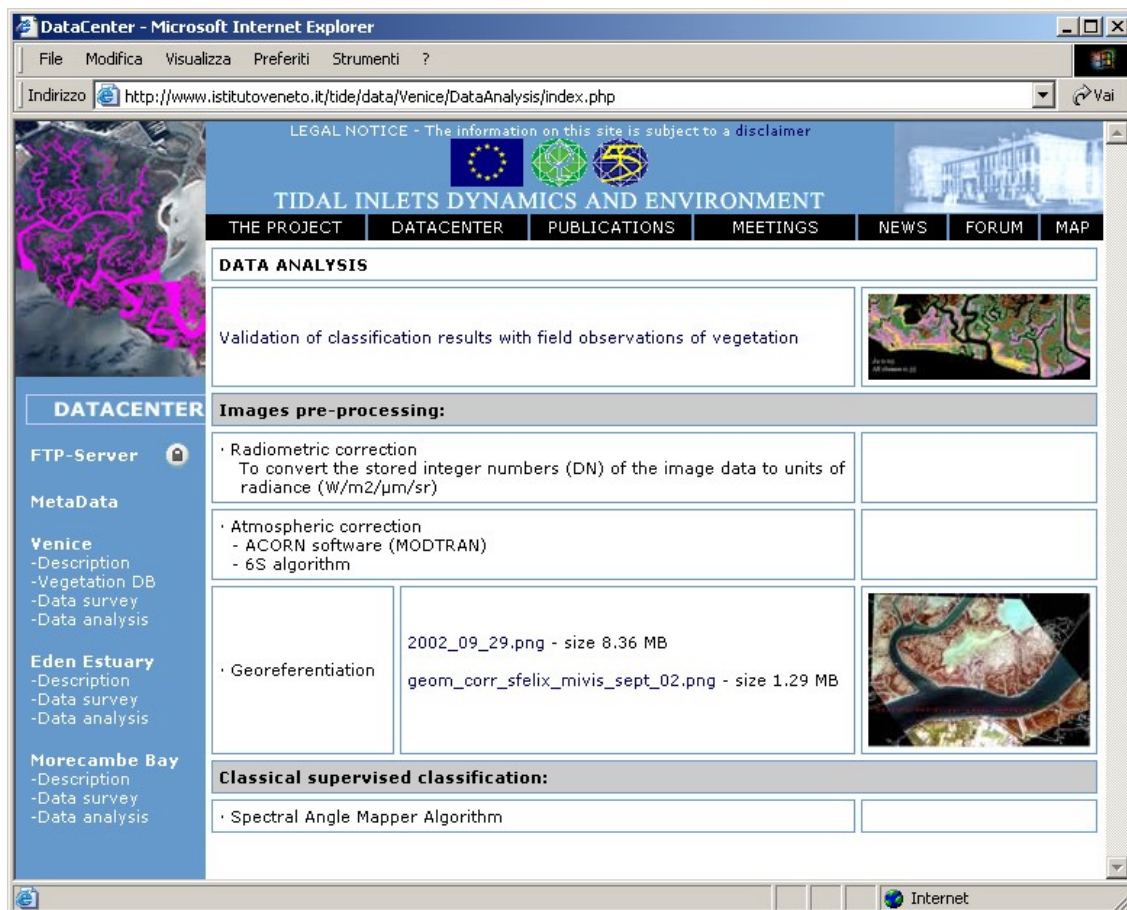 DataCenter - Microsoft Internet Explorer
File Modifica Visualizza Preferiti Strumenti ?
Indirizzo http://www.istitutoveneto.it/tide/data/Venice/DataAnalysis/index.php Vai
LEGAL NOTICE - The information on this site is subject to a disclaimer
TIDAL INLETS DYNAMICS AND ENVIRONMENT
THE PROJECT DATACENTER PUBLICATIONS MEETINGS NEWS FORUM MAP
DATACENTER
FTP-Server
MetaData
Venice
-Description
-Vegetation DB
-Data survey
-Data analysis
Eden Estuary
-Description
-Data survey
-Data analysis
Morecambe Bay
-Description
-Data survey
-Data analysis
DATA ANALYSIS
Validation of classification results with field observations of vegetation
Images pre-processing:
· Radiometric correction
To convert the stored integer numbers (DN) of the image data to units of
radiance (W/m2/µm/sr)
· Atmospheric correction
- ACORN software (MODTRAN)
- 6S algorithm
· Georeferentiation
2002_09_29.png - size 8.36 MB
geom_corr_sfelix_mivis_sept_02.png - size 1.29 MB
Classical supervised classification:
· Spectral Angle Mapper Algorithm
Internet